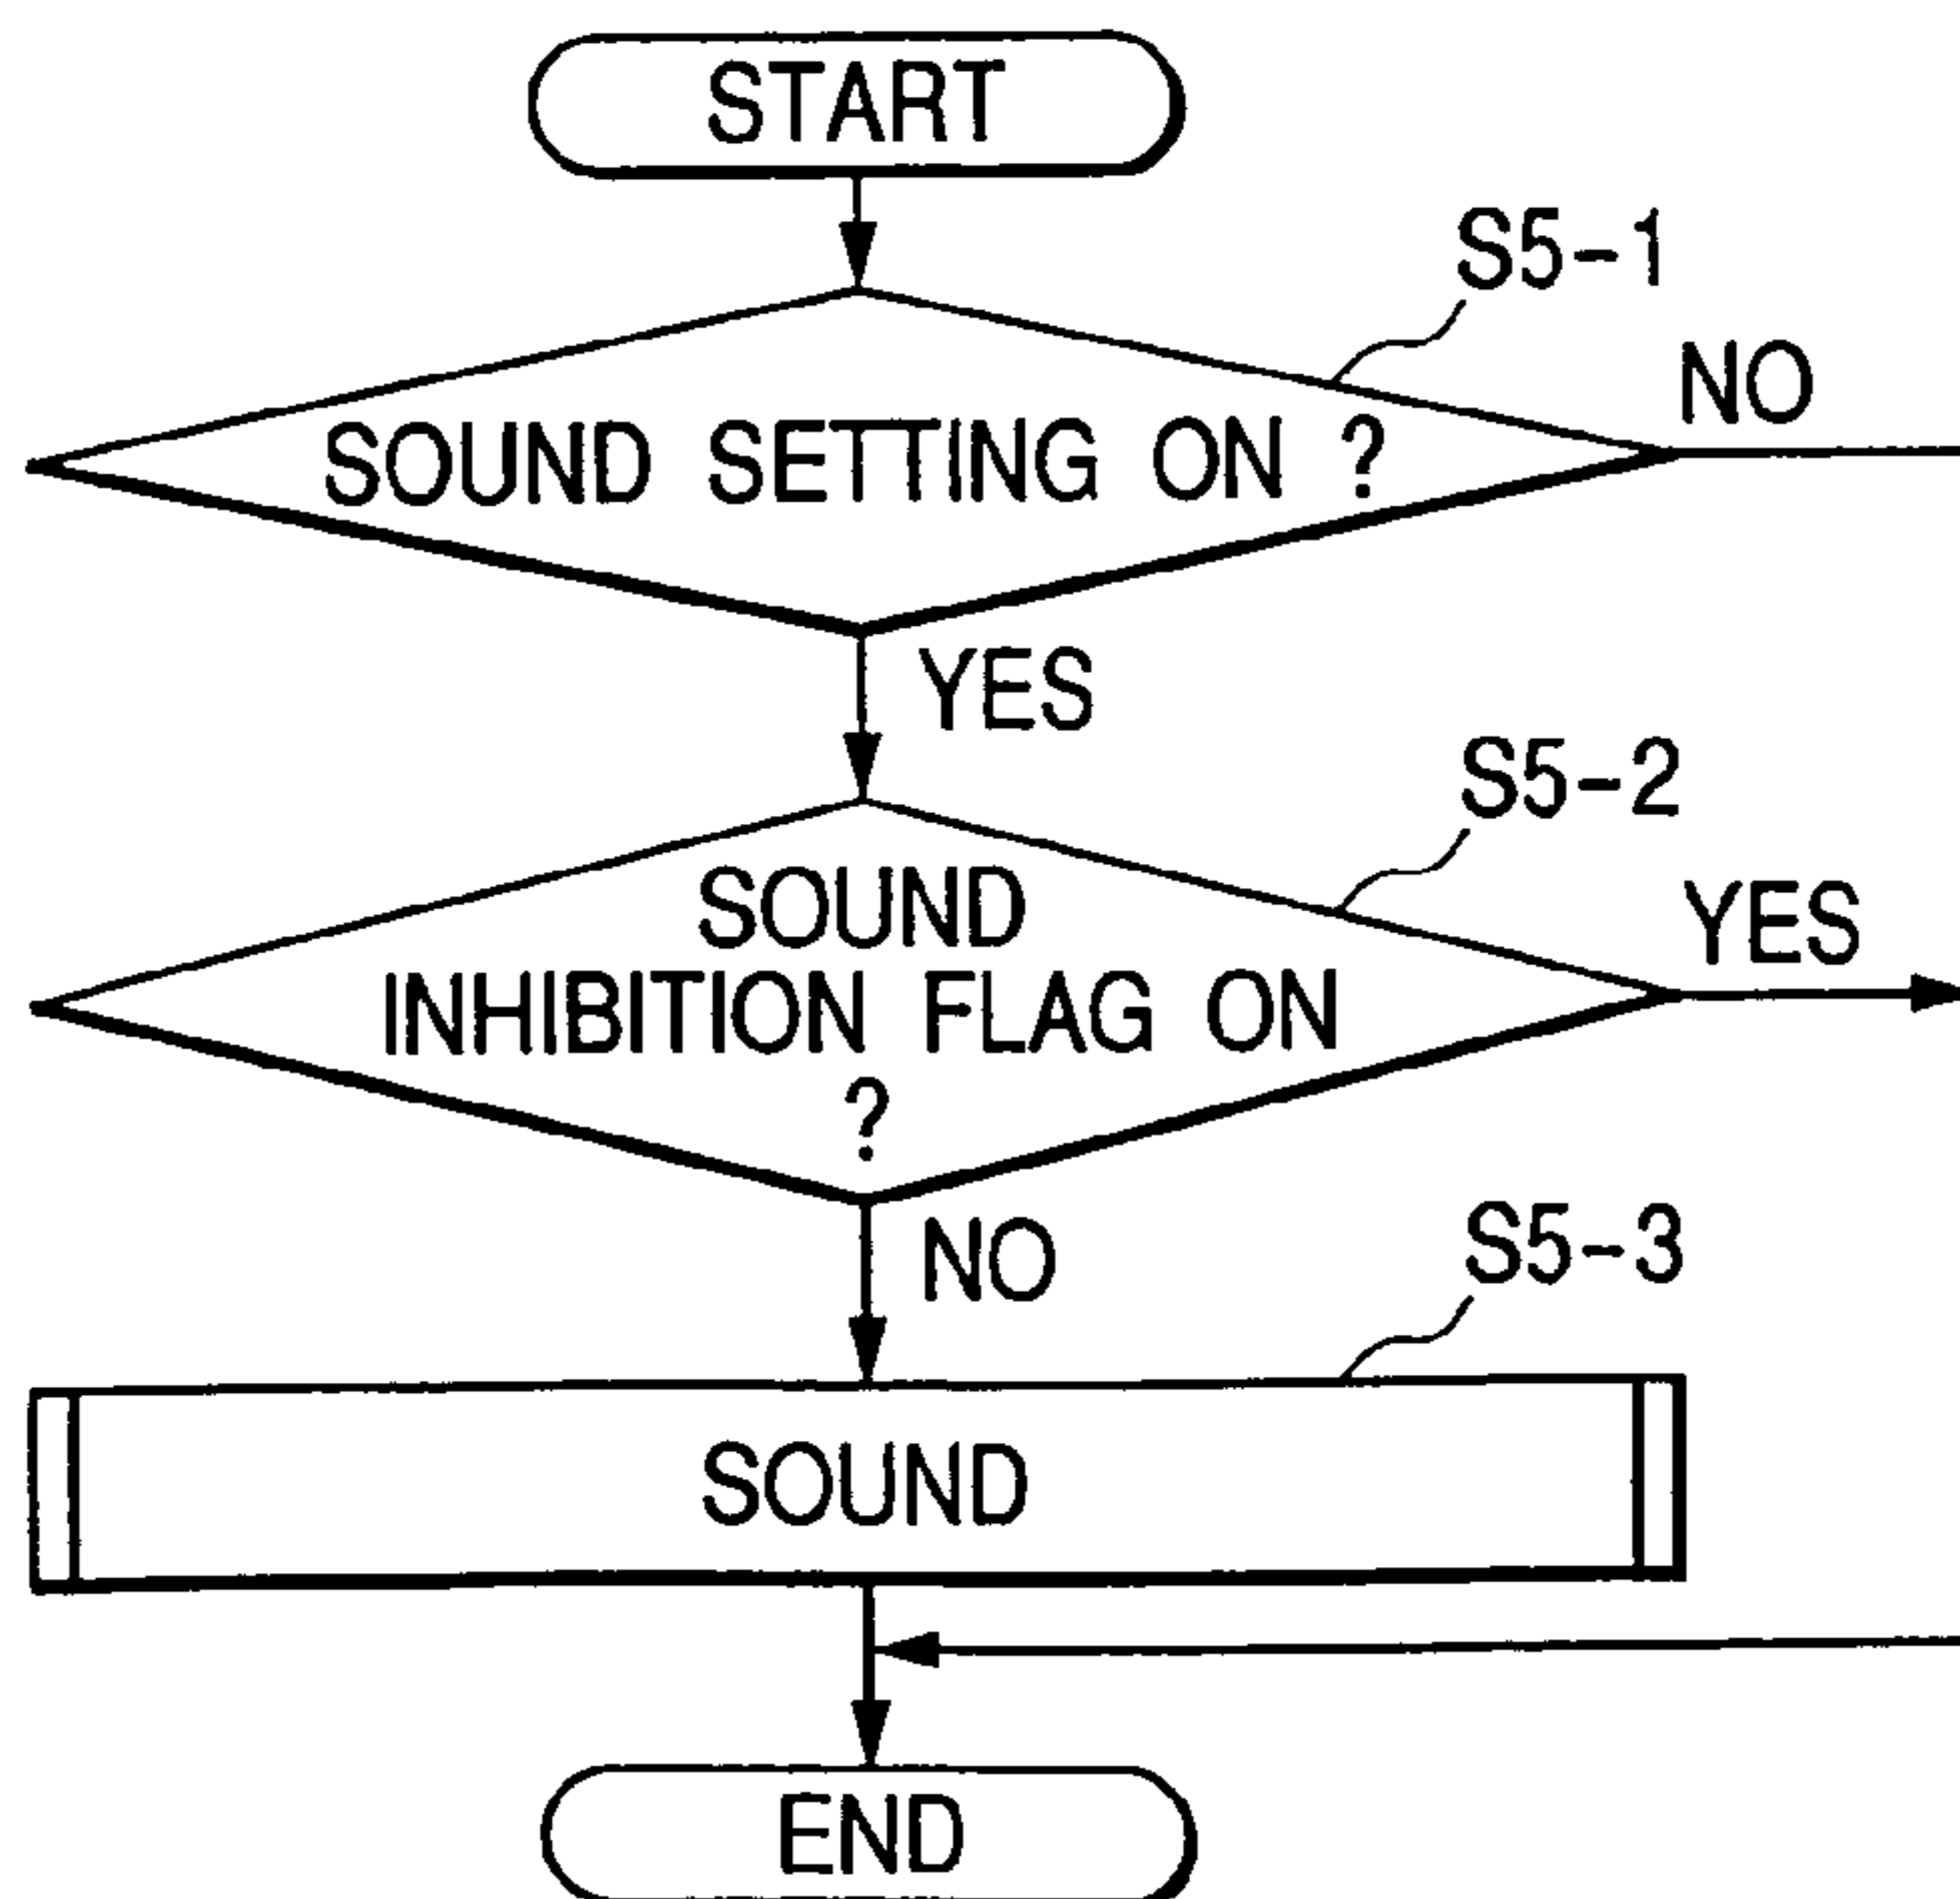 START
S5-1
SOUND SETTING ON ?
NO
YES
S5-2
SOUND
INHIBITION FLAG ON
?
YES
NO
S5-3
SOUND
END